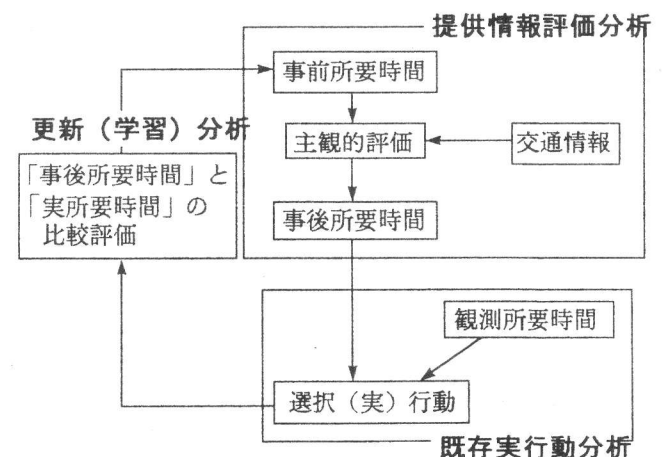 提供情報評価分析
事前所要時間
更新（学習）分析
主観的評価
交通情報
「事後所要時間」と
「実所要時間」の
比較評価
事後所要時間
観測所要時間
選択（実）行動
既存実行動分析